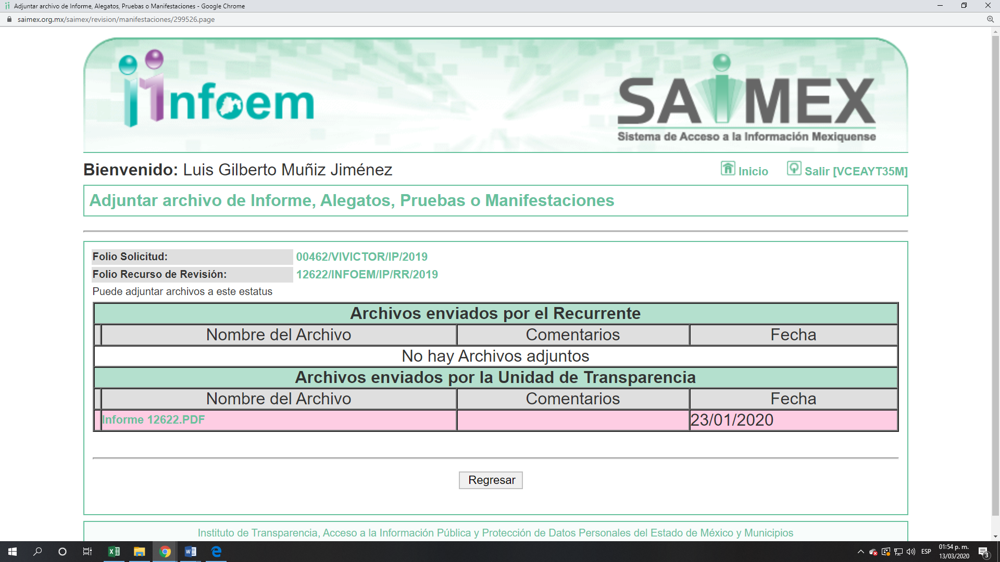 Adjuntar archivo de Informe, Alegatos, Pruebas o Manifestaciones - Google Chrome
saimex.org.mx/saimex/revision/manifestaciones/299526.page
infoem
SAIMEX
Sistema de Acceso a la Información Mexiquense
Bienvenido: Luis Gilberto Muñiz Jiménez
Inicio
Salir [VCEAYT35M]
Adjuntar archivo de Informe, Alegatos, Pruebas o Manifestaciones
Folio Solicitud: 00462/VIVICTOR/IP/2019
Folio Recurso de Revisión: 12622/INFOEM/IP/RR/2019
Puede adjuntar archivos a este estatus
Archivos enviados por el Recurrente
Nombre del Archivo Comentarios Fecha
No hay Archivos adjuntos
Archivos enviados por la Unidad de Transparencia
Nombre del Archivo Comentarios Fecha
Informe 12622.PDF 23/01/2020
Regresar
Instituto de Transparencia, Acceso a la Información Pública y Protección de Datos Personales del Estado de México y Municipios
ESP
01:54 p. m.
13/03/2020
3